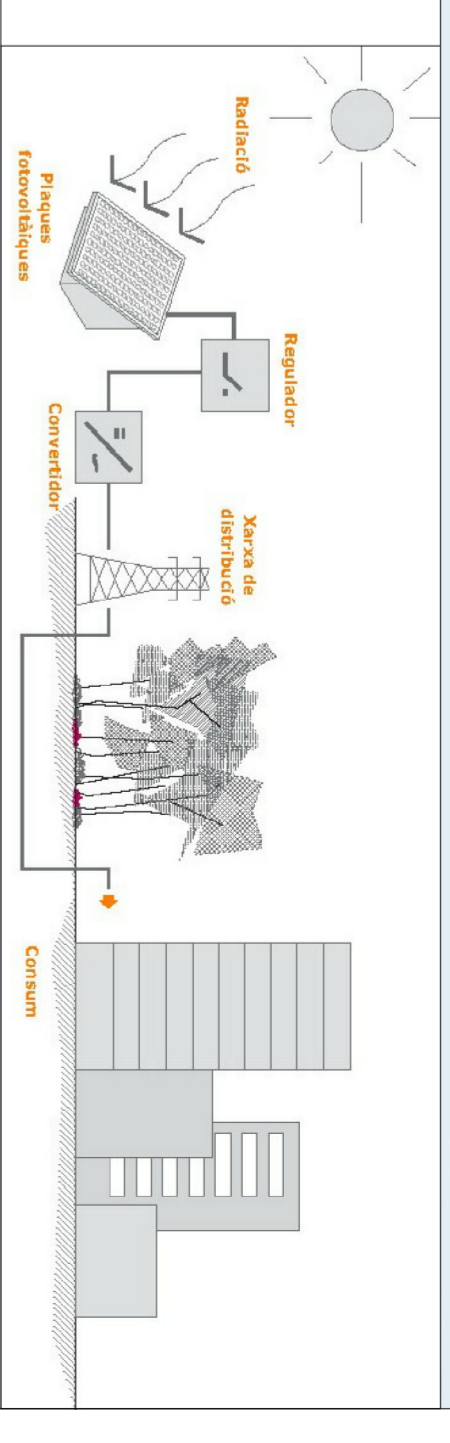 Radiació
Plaques
fotovoltàiques
Regulador
Convertidor
Xarxa de
distribució
Consum